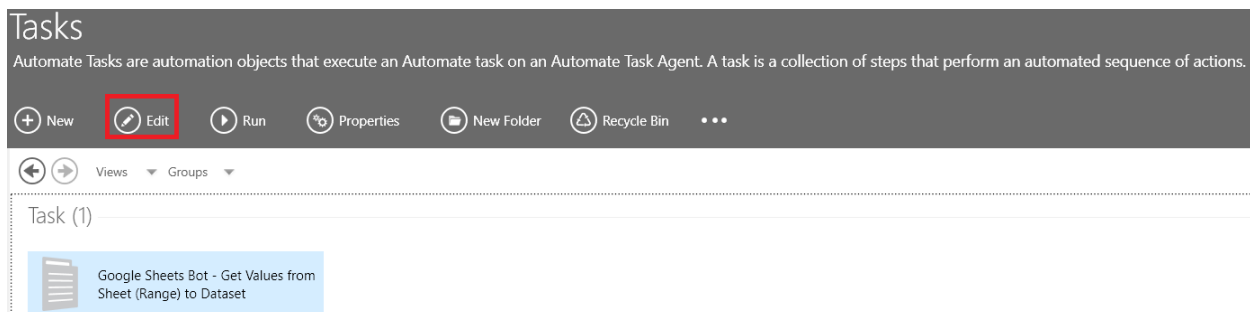 Tasks
Automate Tasks are automation objects that execute an Automate task on an Automate Task Agent. A task is a collection of steps that perform an automated sequence of actions.
New Edit Run Properties New Folder Recycle Bin •••
Views Groups
Task (1)
Google Sheets Bot - Get Values from
Sheet (Range) to Dataset